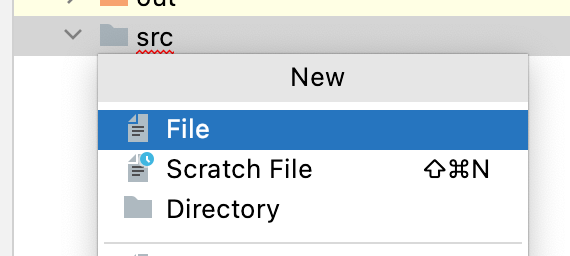 out
src
New
File
Scratch File ⇧⌘N
Directory